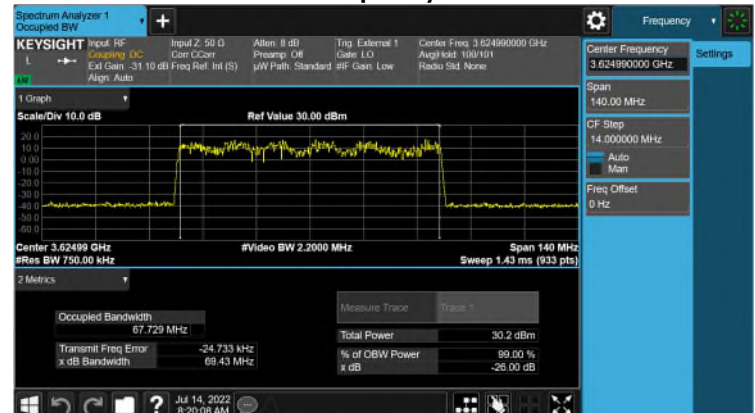 Spectrum Analyzer 1
Occupied BW
Frequency
KEYSIGHT
L
Input: RF
Coupling: DC
Ext Gain: -31.10 dB
Align: Auto
Input Z: 50 Ω
Corr CCorr
Freq Ref: Int (S)
Atten: 8 dB
Preamp: Off
µW Path: Standard
Trig: External 1
Gate: LO
#IF Gain: Low
Center Freq: 3.624990000 GHz
Avg|Hold: 100/101
Radio Std: None
Center Frequency
3.624990000 GHz
Settings
Span
140.00 MHz
CF Step
14.000000 MHz
Auto
Man
Freq Offset
0 Hz
1 Graph
Scale/Div 10.0 dB
Ref Value 30.00 dBm
20.0
10.0
0.00
-10.0
-20.0
-30.0
-40.0
-50.0
-60.0
Center 3.62499 GHz
#Res BW 750.00 kHz
#Video BW 2.2000 MHz
Span 140 MHz
Sweep 1.43 ms (933 pts)
2 Metrics
Occupied Bandwidth
67.729 MHz
Transmit Freq Error -24.733 kHz
x dB Bandwidth 69.43 MHz
Measure Trace Trace 1
Total Power 30.2 dBm
% of OBW Power 99.00 %
x dB -26.00 dB
?
Jul 14, 2022
8:20:08 AM